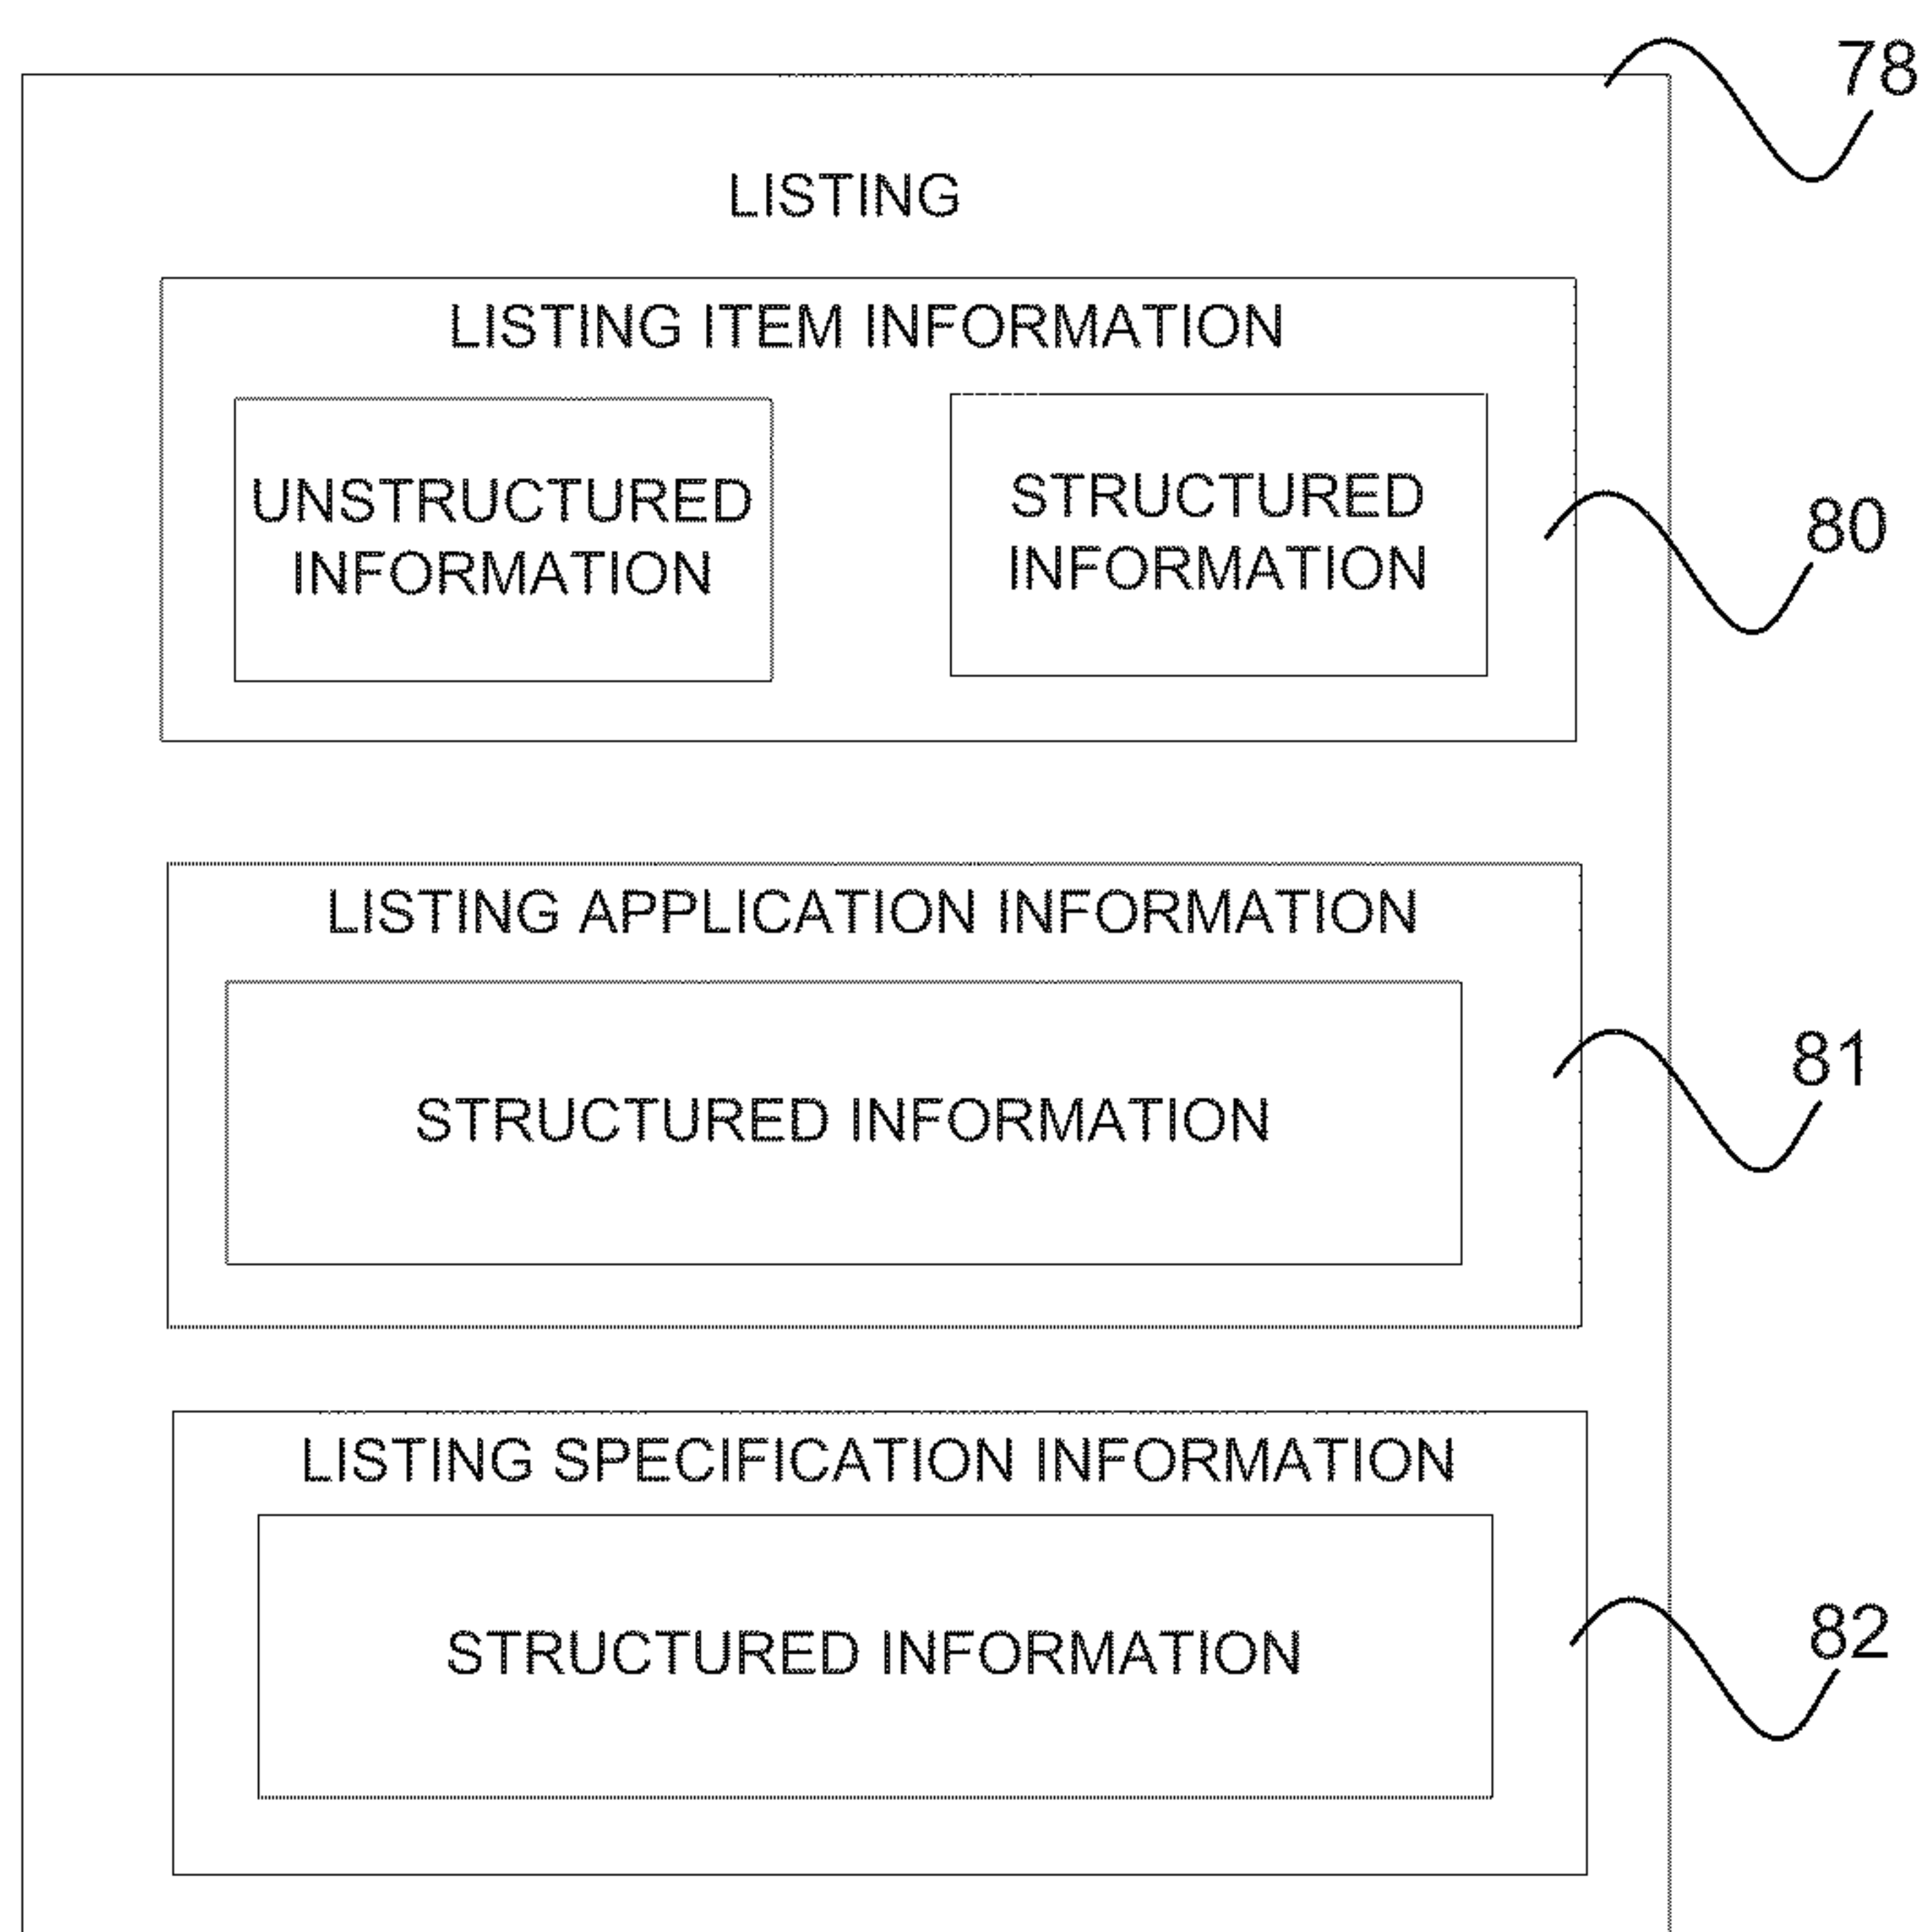 78
LISTING
LISTING ITEM INFORMATION
UNSTRUCTURED
INFORMATION
STRUCTURED
INFORMATION
80
LISTING APPLICATION INFORMATION
STRUCTURED INFORMATION
81
LISTING SPECIFICATION INFORMATION
STRUCTURED INFORMATION
82